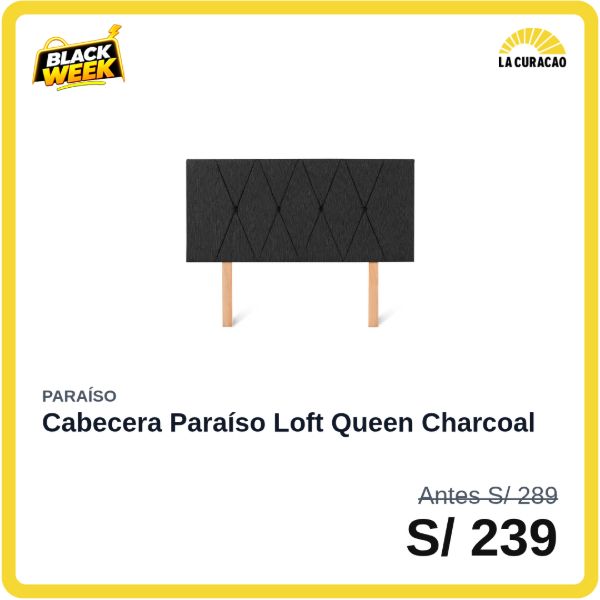 BLACK
WEEK
LA CURACAO
PARAÍSO
Cabecera Paraíso Loft Queen Charcoal
Antes S/ 289
S/ 239